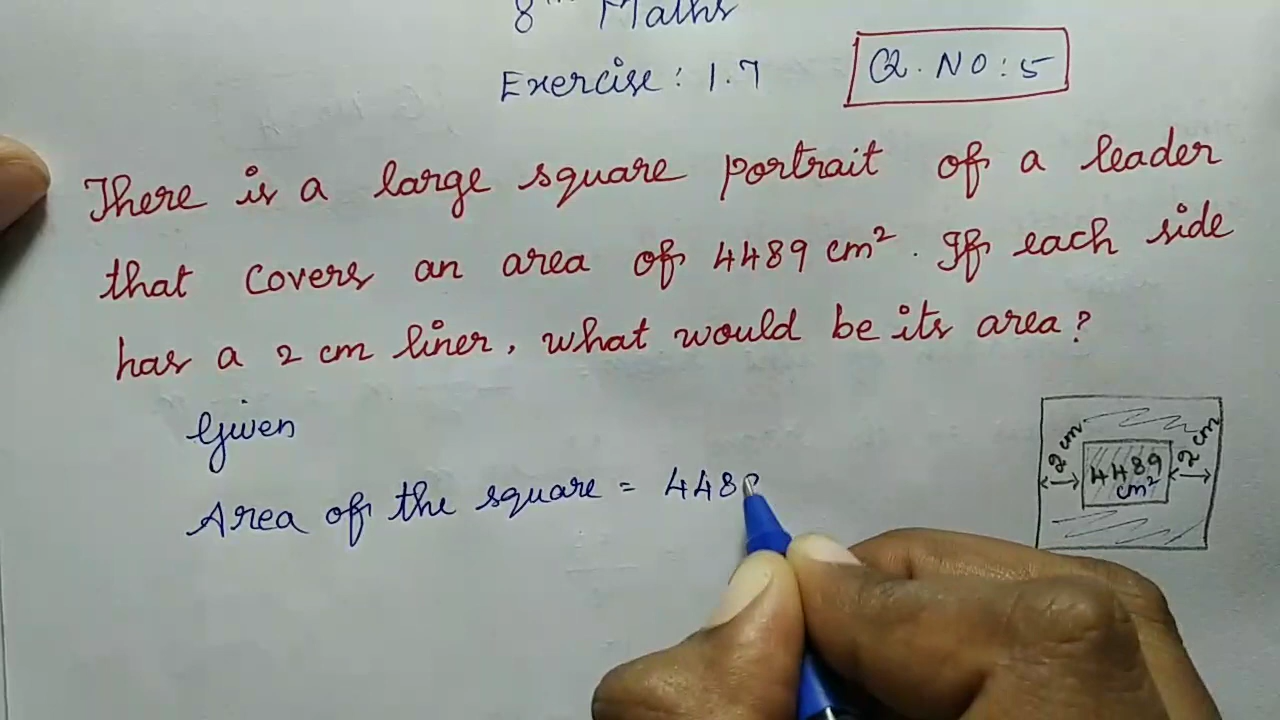 8th Maths
Exercise: 1.7
Q. NO: 5
There is a large square portrait of a leader
that covers an area of 4489 cm². If each side
has a 2 cm liner, what would be its area?
Given
Area of the square = 448
2 cm
4489
cm²
2 cm